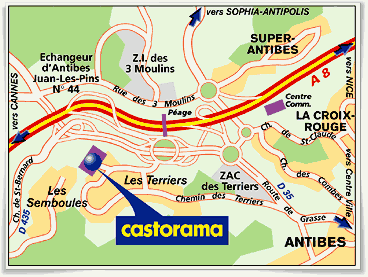 vers SOPHIA-ANTIPOLIS
SUPER-
ANTIBES
Echangeur
d'Antibes
Juan-Les-Pins
N° 44
Z.I. des
3 Moulins
vers CANNES
Rue des 3 Moulins
Péage
A 8
vers NICE
Centre
Comm.
LA CROIX-
ROUGE
Ch. de St-Claude
Ch. de St-Bernard
D 435
Les
Semboules
Les Terriers
ZAC
des Terriers
Chemin des Terriers
Route de Grasse
D 35
Ch. des Combes
vers Centre Ville
castorama
ANTIBES